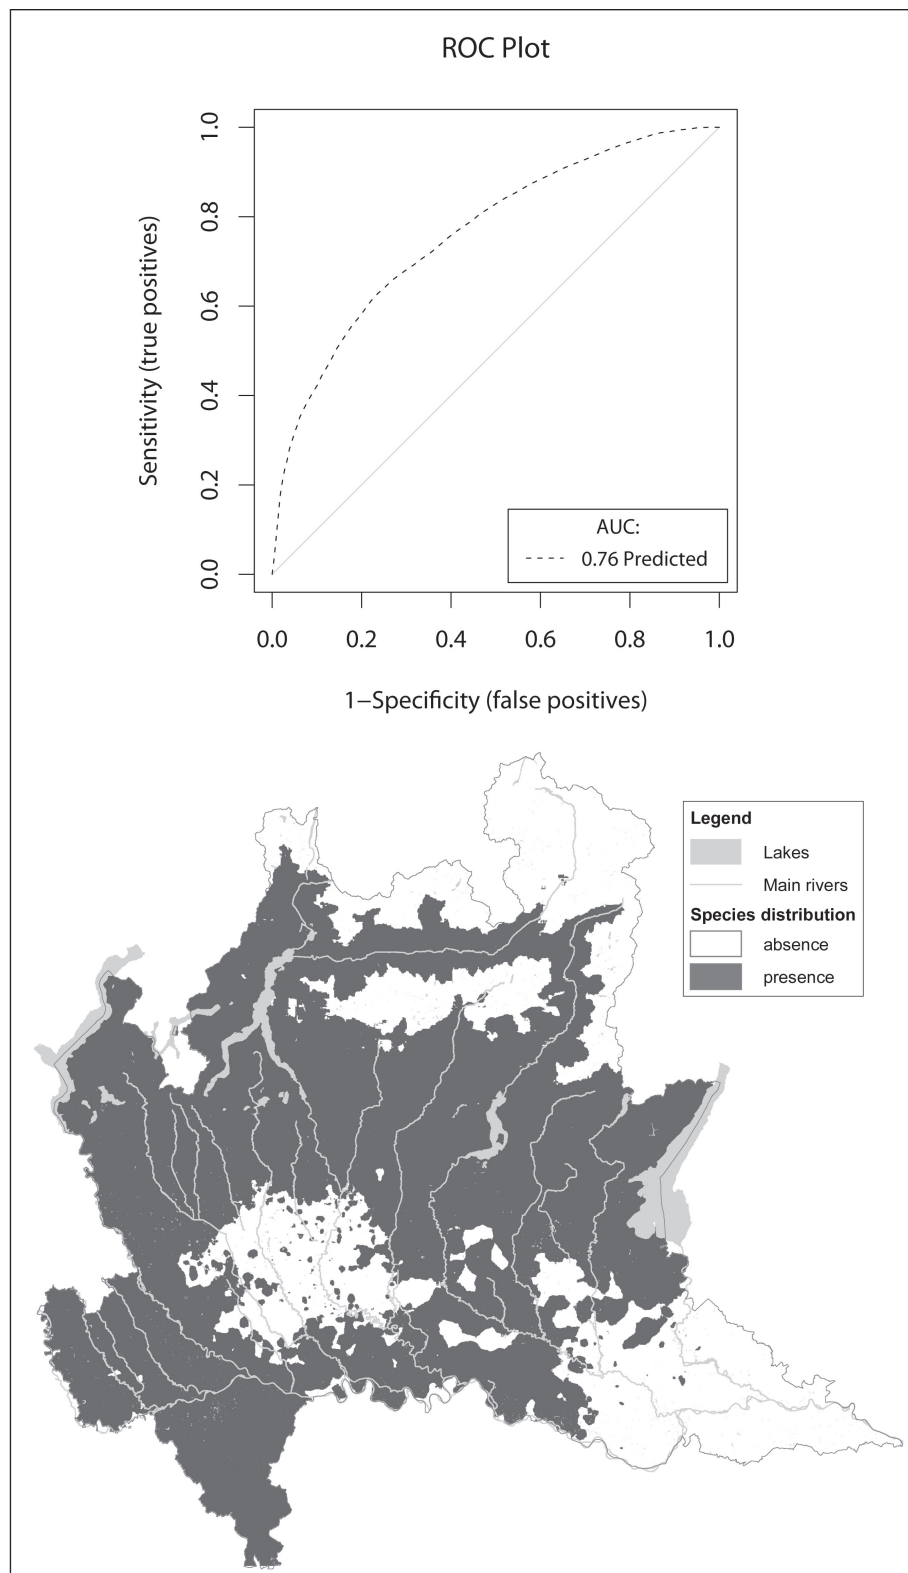 ROC Plot
Sensitivity (true positives)
1.0
0.8
0.6
0.4
0.2
0.0
AUC:
0.76 Predicted
0.0 0.2 0.4 0.6 0.8 1.0
1−Specificity (false positives)
Legend
Lakes
Main rivers
Species distribution
absence
presence